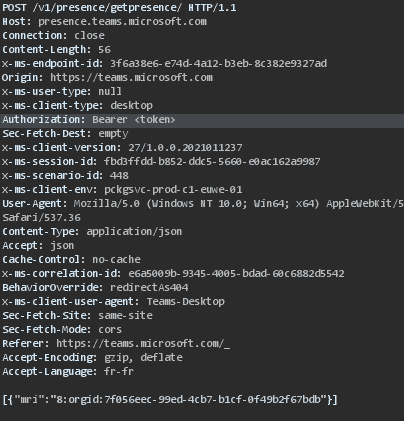 POST /v1/presence/getpresence/ HTTP/1.1
Host: presence.teams.microsoft.com
Connection: close
Content-Length: 56
x-ms-endpoint-id: 3f6a38e6-e74d-4a12-b3eb-8c382e9327ad
Origin: https://teams.microsoft.com
x-ms-user-type: null
x-ms-client-type: desktop
Authorization: Bearer <token>
Sec-Fetch-Dest: empty
x-ms-client-version: 27/1.0.0.2021011237
x-ms-session-id: fbd3ffdd-b852-ddc5-5660-e0ac162a9987
x-ms-scenario-id: 448
x-ms-client-env: pckgsvc-prod-c1-euwe-01
User-Agent: Mozilla/5.0 (Windows NT 10.0; Win64; x64) AppleWebKit/5
Safari/537.36
Content-Type: application/json
Accept: json
Cache-Control: no-cache
x-ms-correlation-id: e6a5009b-9345-4005-bdad-60c6882d5542
BehaviorOverride: redirectAs404
x-ms-client-user-agent: Teams-Desktop
Sec-Fetch-Site: same-site
Sec-Fetch-Mode: cors
Referer: https://teams.microsoft.com/_
Accept-Encoding: gzip, deflate
Accept-Language: fr-fr
[{"mri":"8:orgid:7f056eec-99ed-4cb7-b1cf-0f49b2f67bdb"}]